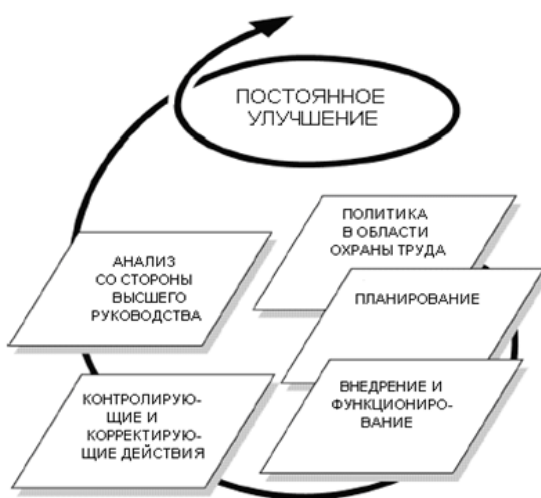 ПОСТОЯННОЕ
УЛУЧШЕНИЕ
ПОЛИТИКА
В ОБЛАСТИ
ОХРАНЫ ТРУДА
ПЛАНИРОВАНИЕ
ВНЕДРЕНИЕ И
ФУНКЦИОНИРО-
ВАНИЕ
КОНТРОЛИРУЮ-
ЩИЕ И
КОРРЕКТИРУЮ-
ЩИЕ ДЕЙСТВИЯ
АНАЛИЗ
СО СТОРОНЫ
ВЫСШЕГО
РУКОВОДСТВА